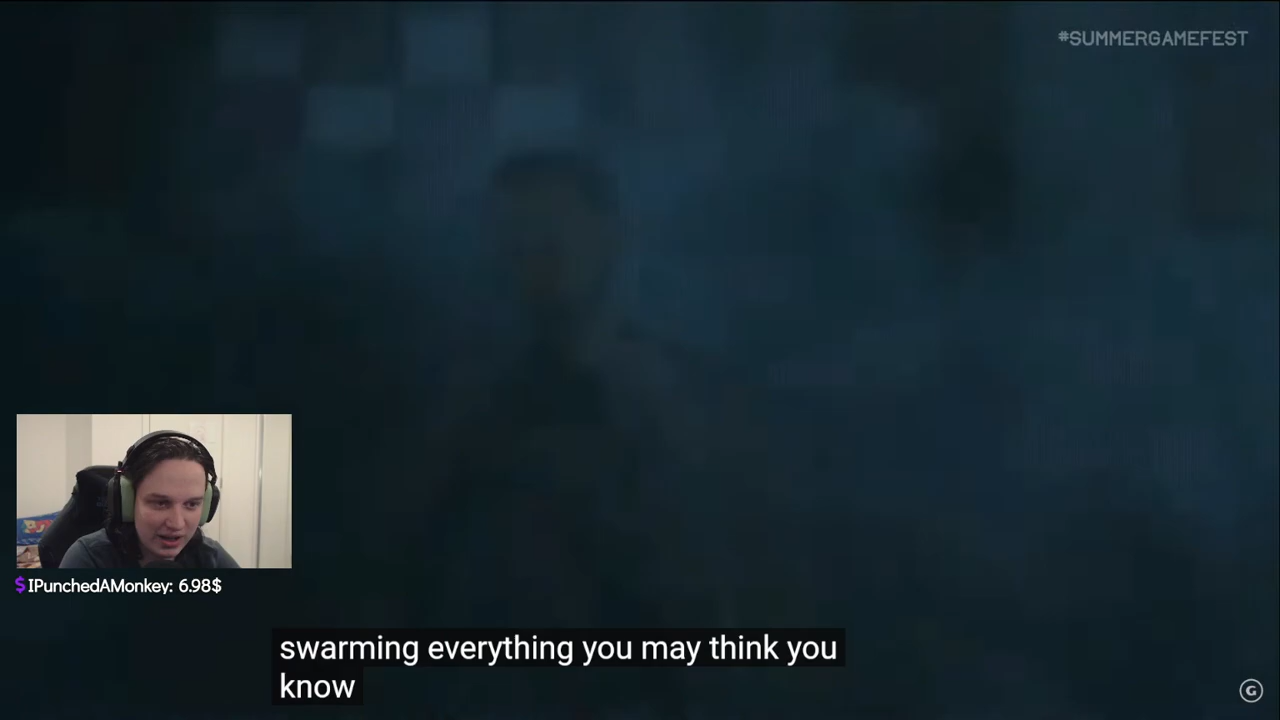 #SUMMERGAMEFEST
$IPunchedAMonkey: 6.98$
swarming everything you may think you
know
G